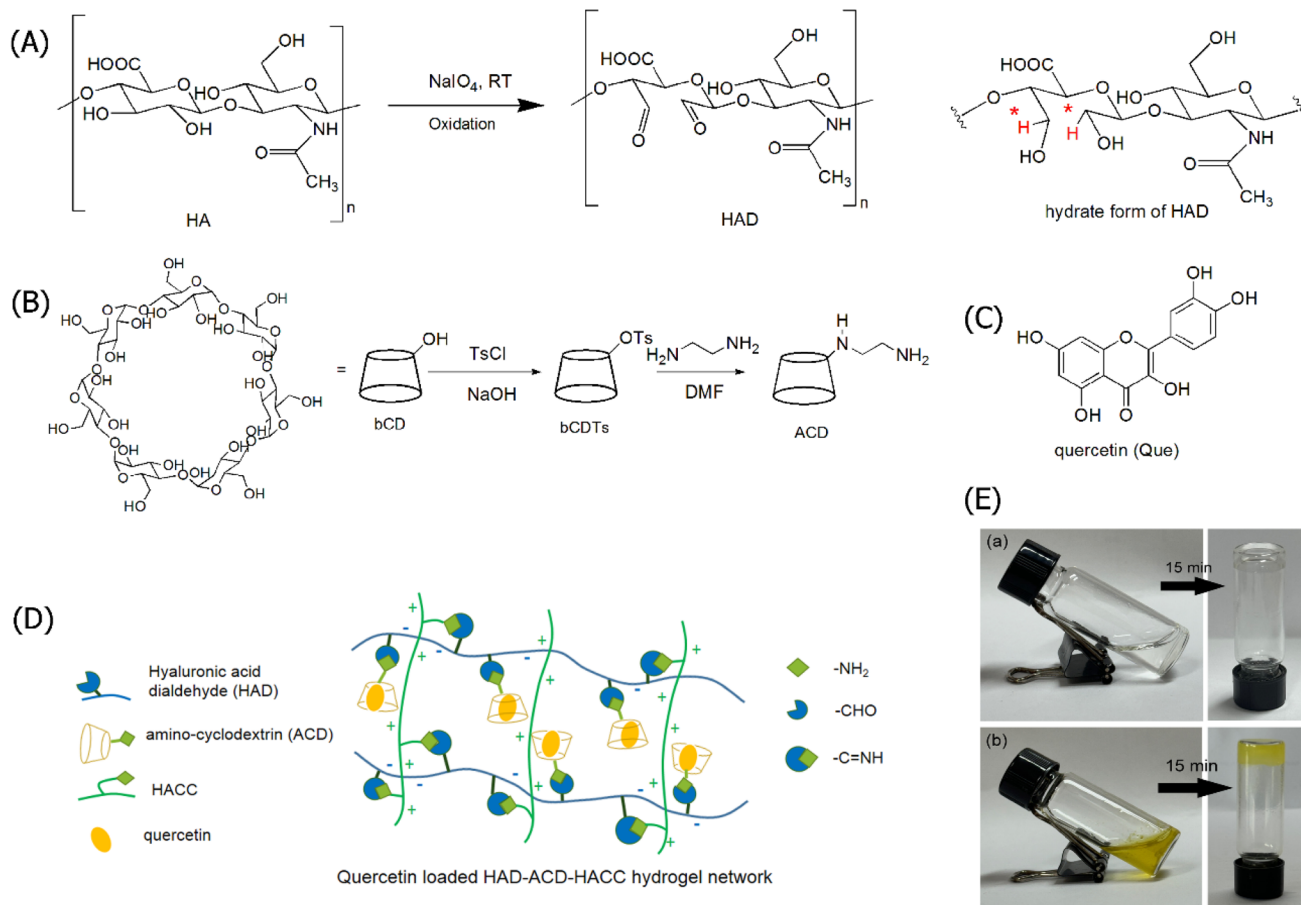 (A)
HOOC
HO
OH
O
HO
O
O
OH
O
NH
O
CH3
n
HA
NaIO4, RT
Oxidation
HOOC
O
O
O
O
OH
HO
O
O
NH
O
CH3
n
HAD
HOOC
OH
O
O
HO
O
* H
* H
HO
OH
O
O
NH
O
CH3
hydrate form of HAD
(B)
=
OH
bCD
TsCl
NaOH
OTs
bCDTs
H2N
NH2
DMF
H
N
NH2
ACD
(C)
OH
OH
HO
O
OH
OH
O
quercetin (Que)
(D)
Hyaluronic acid
dialdehyde (HAD)
amino-cyclodextrin (ACD)
HACC
quercetin
-NH2
-CHO
-C=NH
Quercetin loaded HAD-ACD-HACC hydrogel network
(E)
(a)
15 min
(b)
15 min